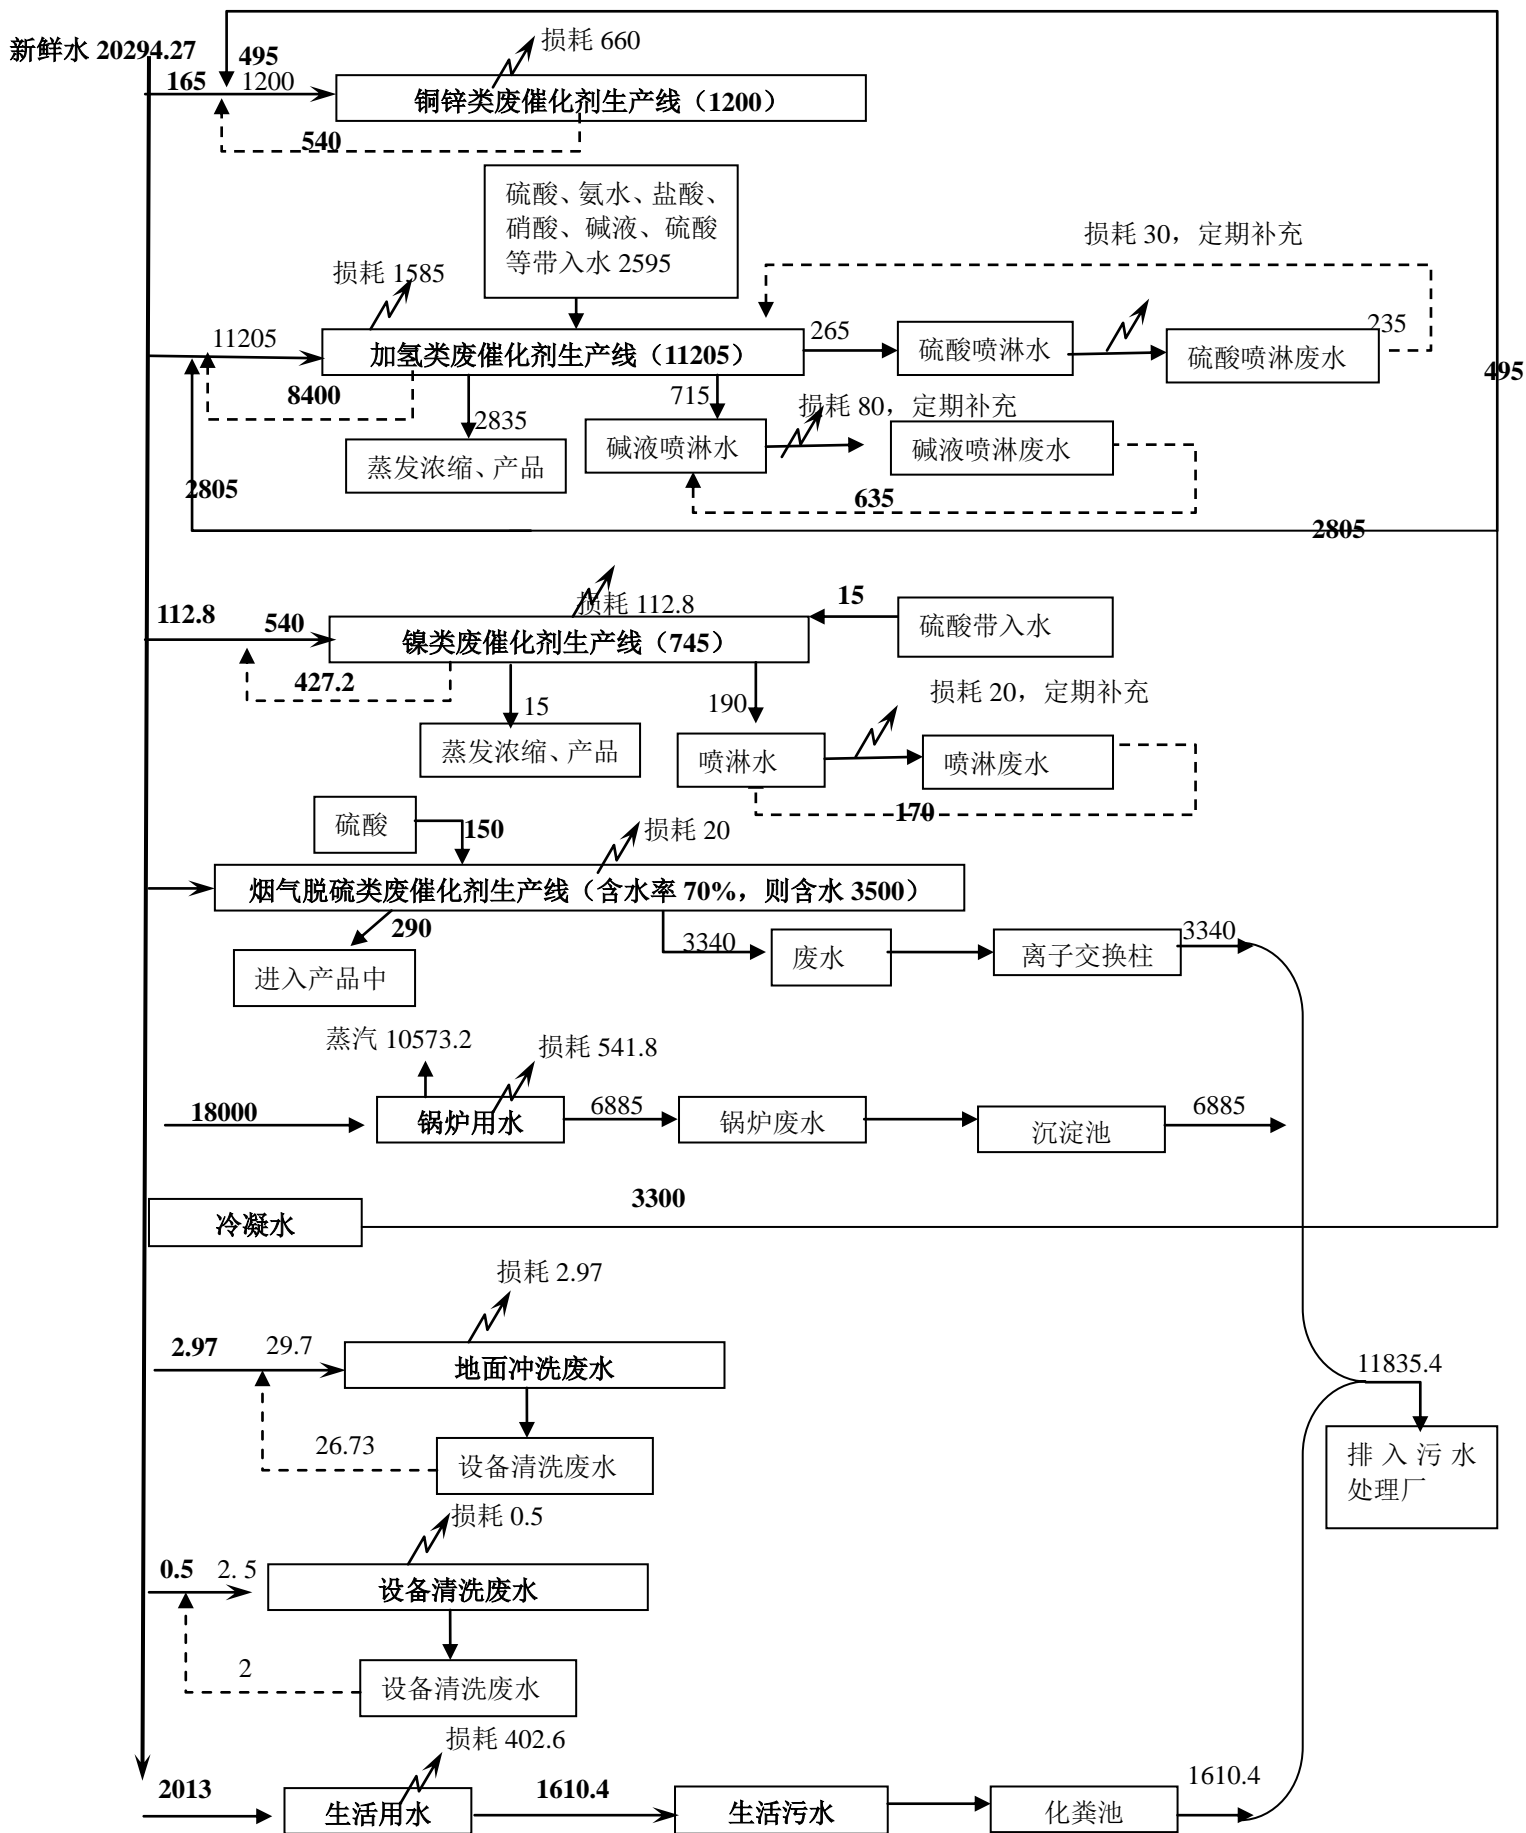 新鲜水 20294.27
损耗 660
495
165
1200
铜锌类废催化剂生产线（1200）
540
硫酸、氨水、盐酸、
硝酸、碱液、硫酸
等带入水 2595
损耗 30，定期补充
损耗 1585
11205
加氢类废催化剂生产线（11205）
265
硫酸喷淋水
235
硫酸喷淋废水
495
8400
2835
715
损耗 80，定期补充
蒸发浓缩、产品
碱液喷淋水
碱液喷淋废水
2805
635
2805
112.8
540
损耗 112.8
15
硫酸带入水
镍类废催化剂生产线（745）
427.2
15
190
损耗 20，定期补充
蒸发浓缩、产品
喷淋水
喷淋废水
170
硫酸
150
损耗 20
烟气脱硫类废催化剂生产线（含水率 70%，则含水 3500）
290
3340
废水
离子交换柱
3340
进入产品中
蒸汽 10573.2
损耗 541.8
18000
锅炉用水
6885
锅炉废水
沉淀池
6885
冷凝水
3300
损耗 2.97
2.97
29.7
地面冲洗废水
11835.4
26.73
设备清洗废水
排入污水
处理厂
损耗 0.5
0.5
2. 5
设备清洗废水
2
设备清洗废水
损耗 402.6
2013
生活用水
1610.4
生活污水
化粪池
1610.4